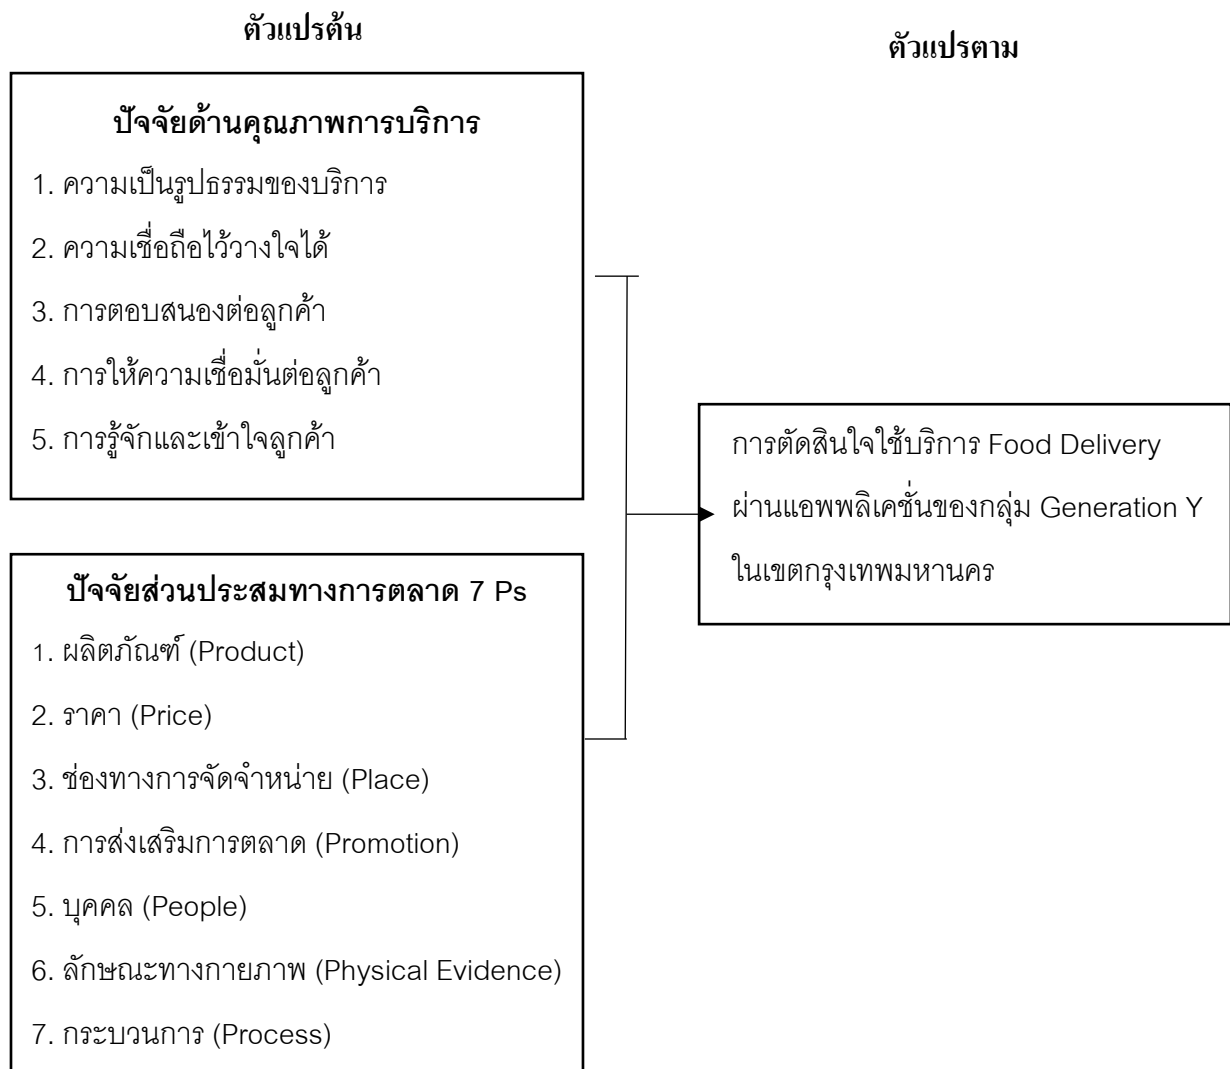 ตัวแปรต้น
ตัวแปรตาม
ปัจจัยด้านคุณภาพการบริการ
1. ความเป็นรูปธรรมของบริการ
2. ความเชื่อถือไว้วางใจได้
3. การตอบสนองต่อลูกค้า
4. การให้ความเชื่อมั่นต่อลูกค้า
5. การรู้จักและเข้าใจลูกค้า
ปัจจัยส่วนประสมทางการตลาด 7 Ps
1. ผลิตภัณฑ์ (Product)
2. ราคา (Price)
3. ช่องทางการจัดจำหน่าย (Place)
4. การส่งเสริมการตลาด (Promotion)
5. บุคคล (People)
6. ลักษณะทางกายภาพ (Physical Evidence)
7. กระบวนการ (Process)
การตัดสินใจใช้บริการ Food Delivery
ผ่านแอพพลิเคชั่นของกลุ่ม Generation Y
ในเขตกรุงเทพมหานคร